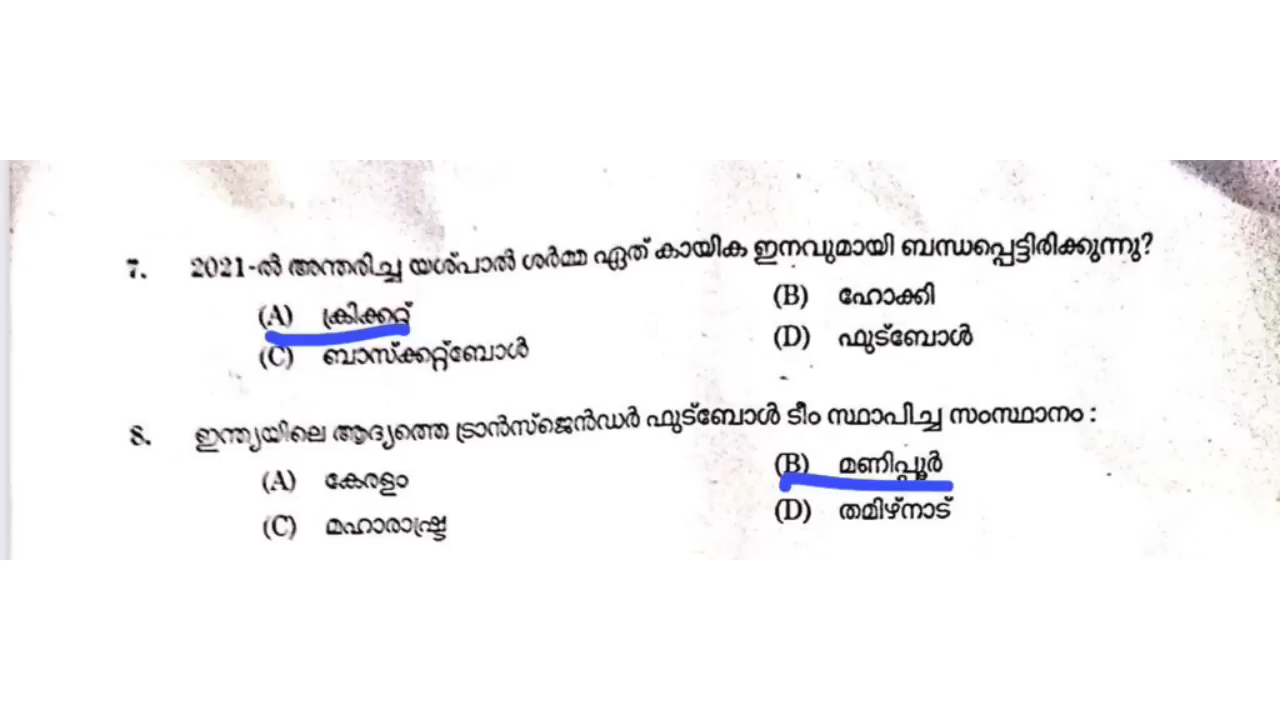 7. 2021-ൽ അന്തരിച്ച യശ്പാൽ ശർമ്മ ഏത് കായിക ഇനവുമായി ബന്ധപ്പെട്ടിരിക്കുന്നു?
(A) ക്രിക്കറ്റ് (B) ഹോക്കി
(C) ബാസ്ക്കറ്റ്ബോൾ (D) ഫുട്ബോൾ
8. ഇന്ത്യയിലെ ആദ്യത്തെ ട്രാൻസ്ജെൻഡർ ഫുട്ബോൾ ടീം സ്ഥാപിച്ച സംസ്ഥാനം :
(A) കേരളം (B) മണിപ്പൂർ
(C) മഹാരാഷ്ട്ര (D) തമിഴ്നാട്